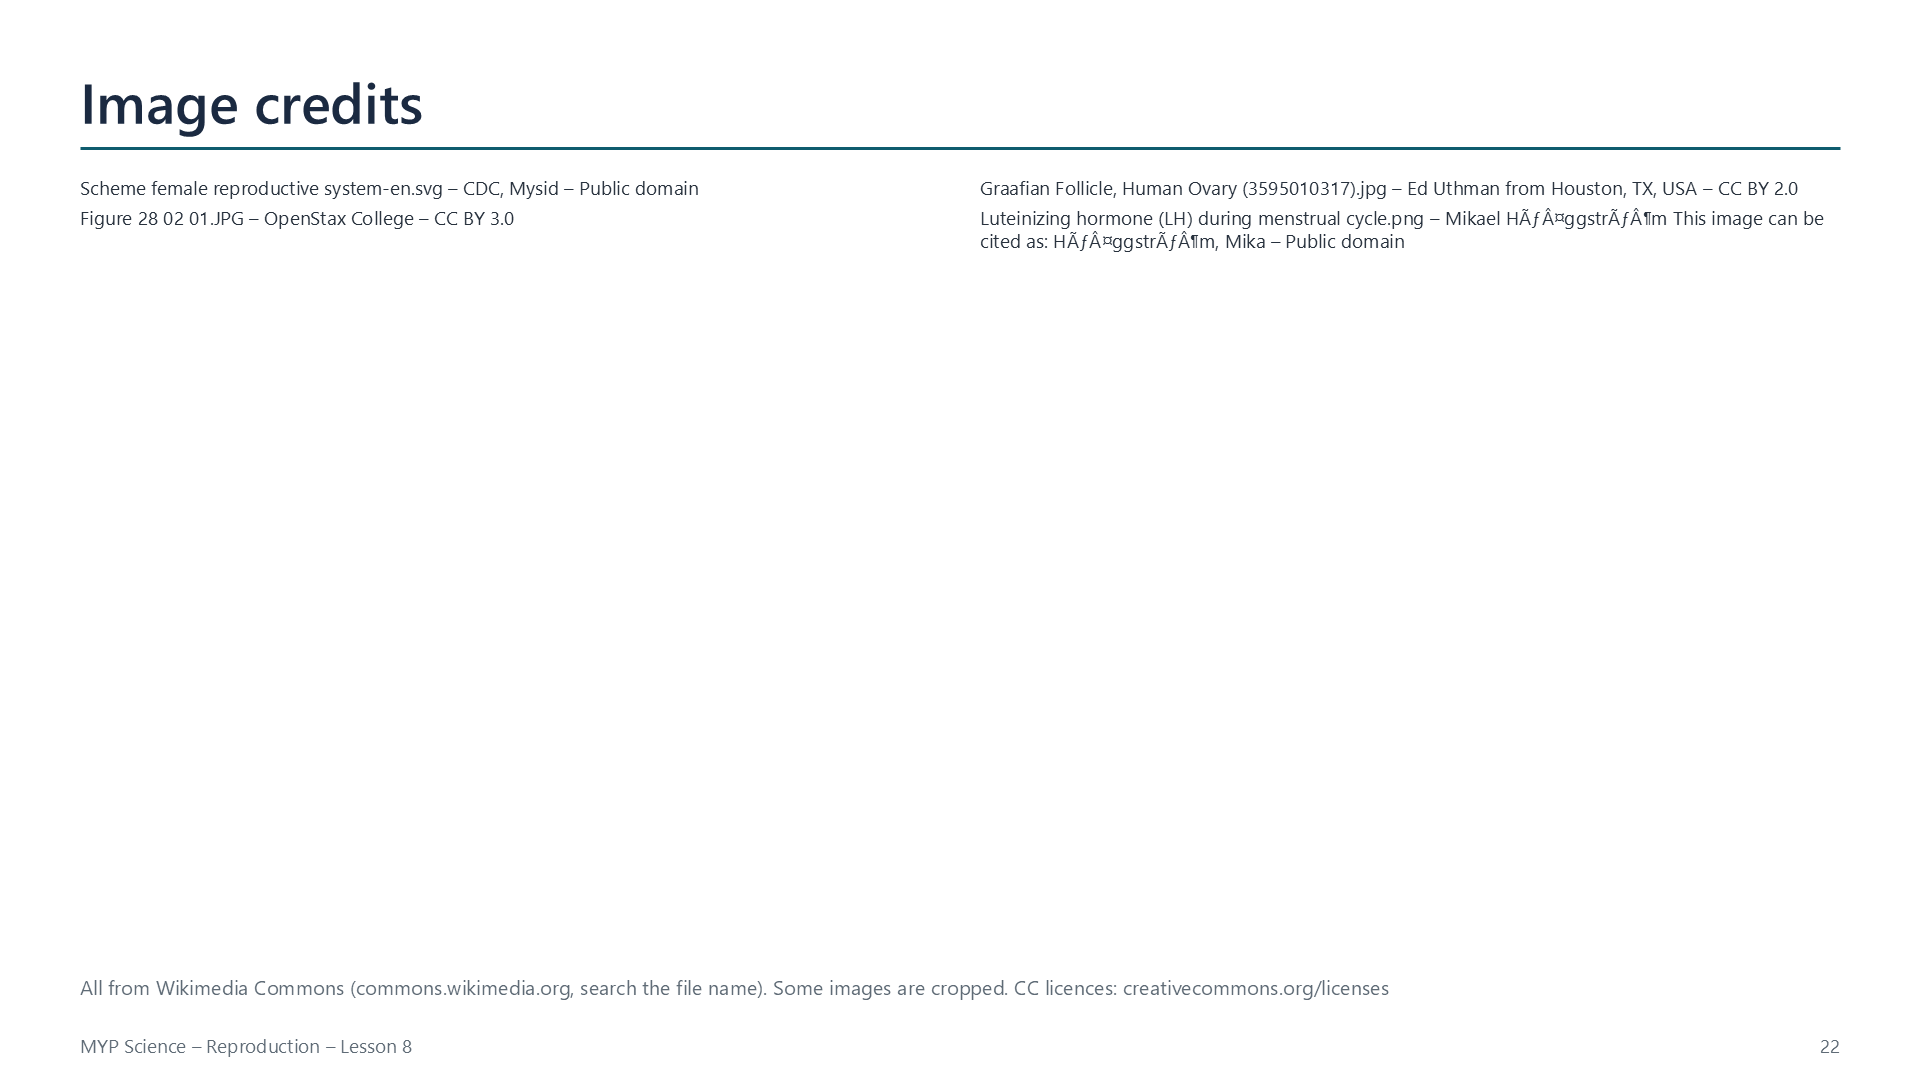 Image credits
Scheme female reproductive system-en.svg – CDC, Mysid – Public domain
Figure 28 02 01.JPG – OpenStax College – CC BY 3.0
Graafian Follicle, Human Ovary (3595010317).jpg – Ed Uthman from Houston, TX, USA – CC BY 2.0
Luteinizing hormone (LH) during menstrual cycle.png – Mikael HÃƒÂ¤ggstrÃƒÂ¶m This image can be
cited as: HÃƒÂ¤ggstrÃƒÂ¶m, Mika – Public domain
All from Wikimedia Commons (commons.wikimedia.org, search the file name). Some images are cropped. CC licences: creativecommons.org/licenses
MYP Science – Reproduction – Lesson 8
22